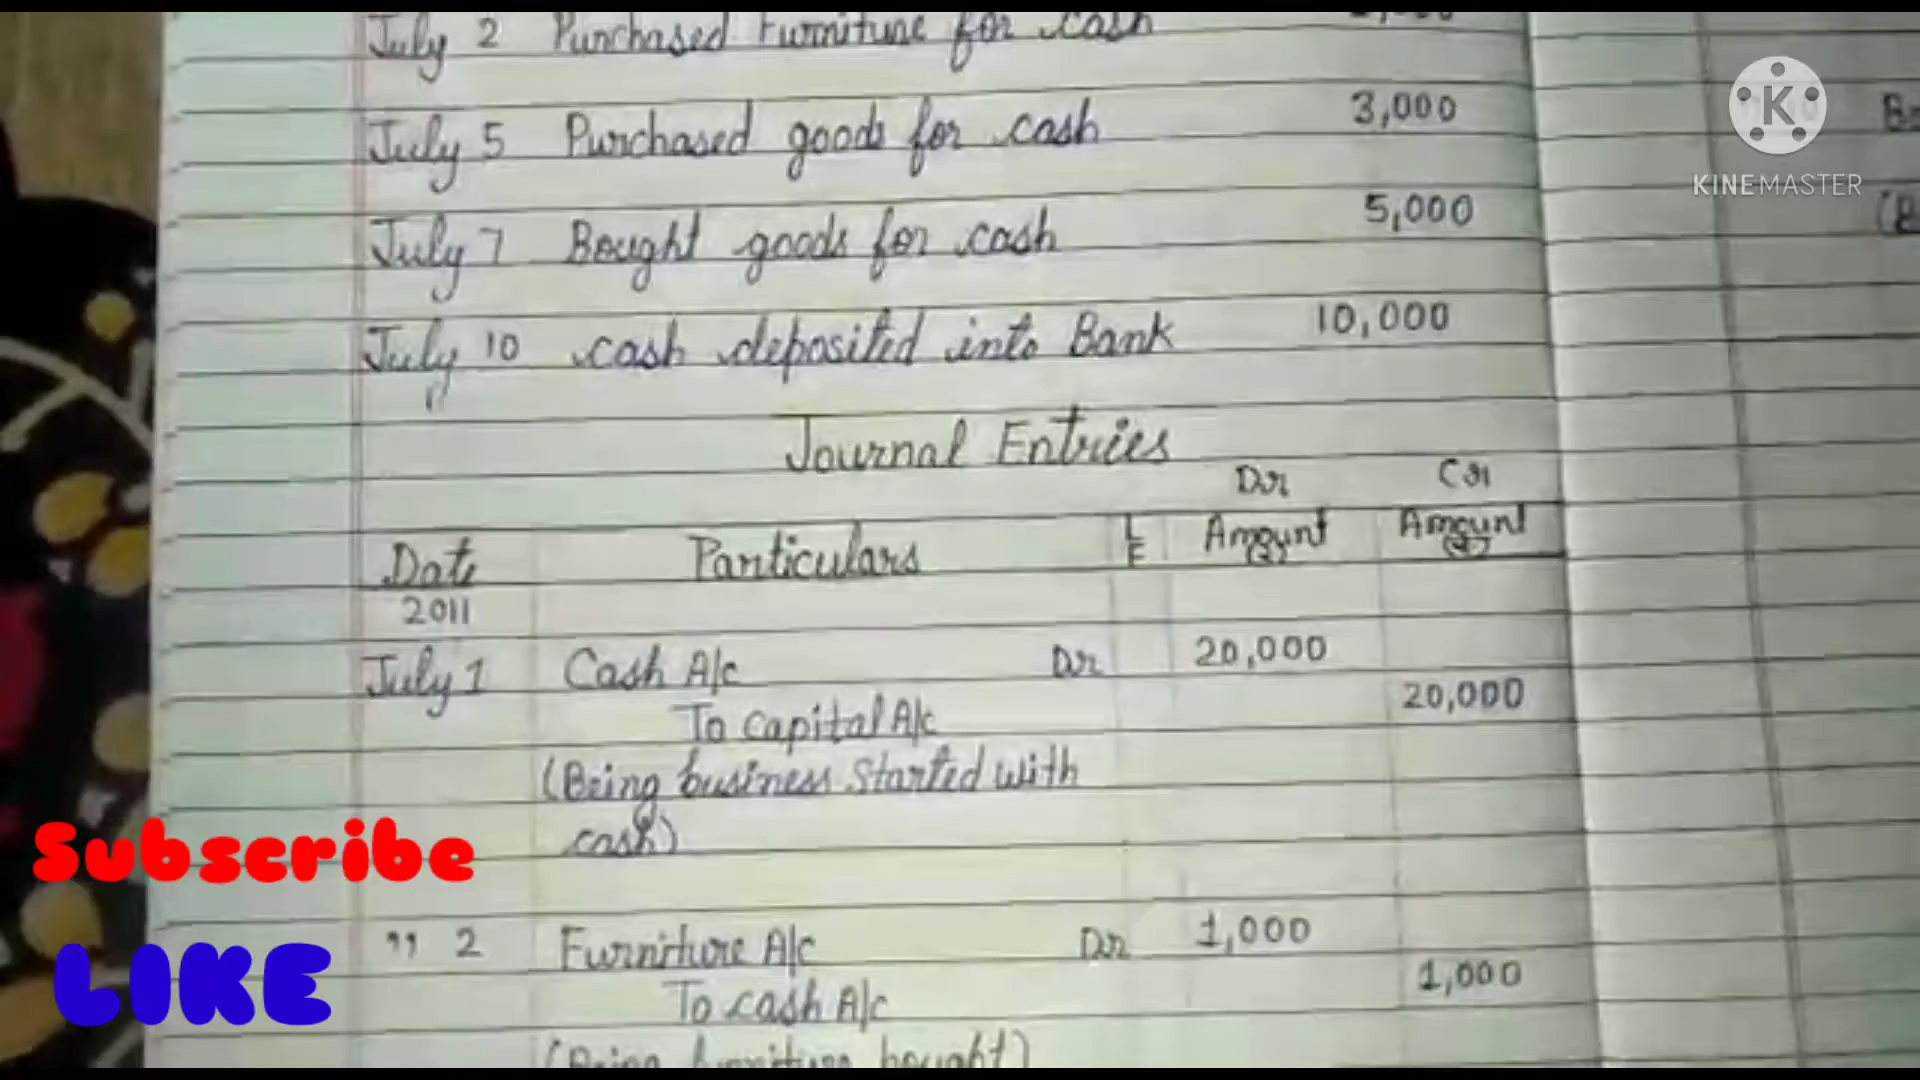 July 2 Purchased Furniture for cash
July 5 Purchased goods for cash 3,000
July 7 Bought goods for cash 5,000
July 10 cash deposited into Bank 10,000
Journal Entries
Dr Cr
Date Particulars LF Amount (₹) Amount (₹)
2011
July 1 Cash A/c Dr 20,000
To capital A/c 20,000
(Being business started with
cash)
" 2 Furniture A/c Dr 1,000
To cash A/c 1,000
(Being furniture bought)
K
KINEMASTER
Subscribe
LIKE